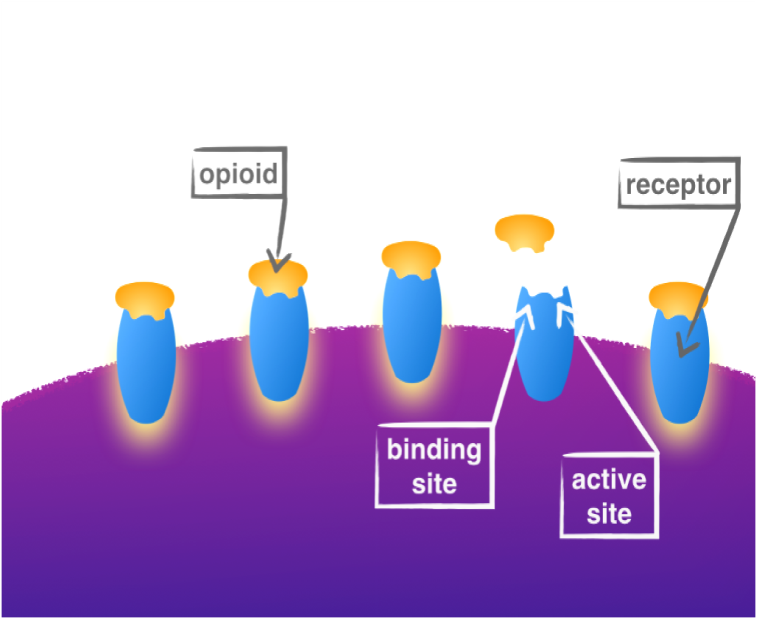 opioid
receptor
binding
site
active
site